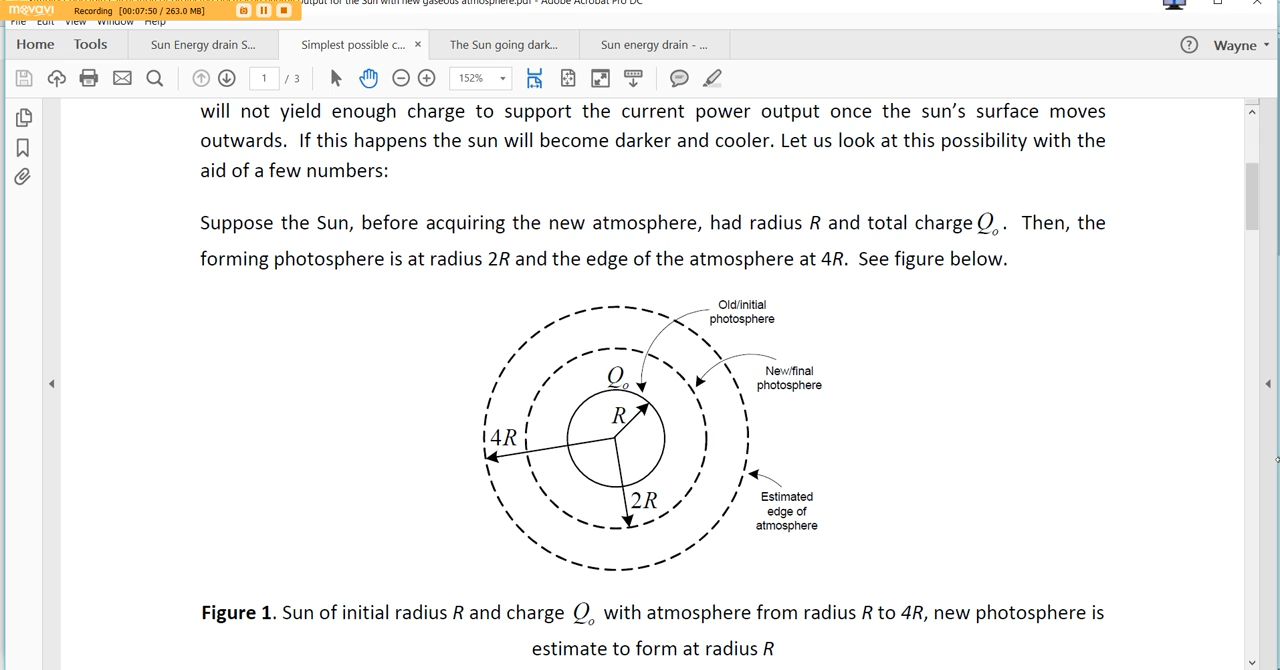 movavi Recording [00:07:50 / 263.0 MB]
output for the Sun with new gaseous atmosphere.pdf - Adobe Acrobat Pro DC
File Edit View Window Help
Home Tools Sun Energy drain S... Simplest possible c... × The Sun going dark... Sun energy drain - ... Wayne
1 / 3 152%
will not yield enough charge to support the current power output once the sun's surface moves
outwards. If this happens the sun will become darker and cooler. Let us look at this possibility with the
aid of a few numbers:
Suppose the Sun, before acquiring the new atmosphere, had radius R and total charge Qo. Then, the
forming photosphere is at radius 2R and the edge of the atmosphere at 4R. See figure below.
Old/initial
photosphere
New/final
photosphere
Qo
R
4R
2R
Estimated
edge of
atmosphere
Figure 1. Sun of initial radius R and charge Qo with atmosphere from radius R to 4R, new photosphere is
estimate to form at radius R